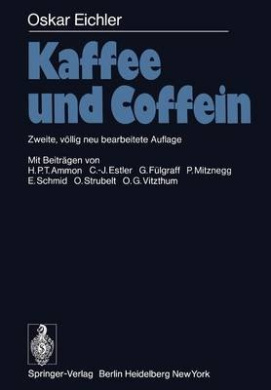 Oskar Eichler
Kaffee
und Coffein
Zweite, völlig neu bearbeitete Auflage
Mit Beiträgen von
H.P.T. Ammon C.-J. Estler G. Fülgraff P. Mitznegg
E. Schmid O. Strubelt O. G. Vitzthum
Springer-Verlag Berlin Heidelberg New York